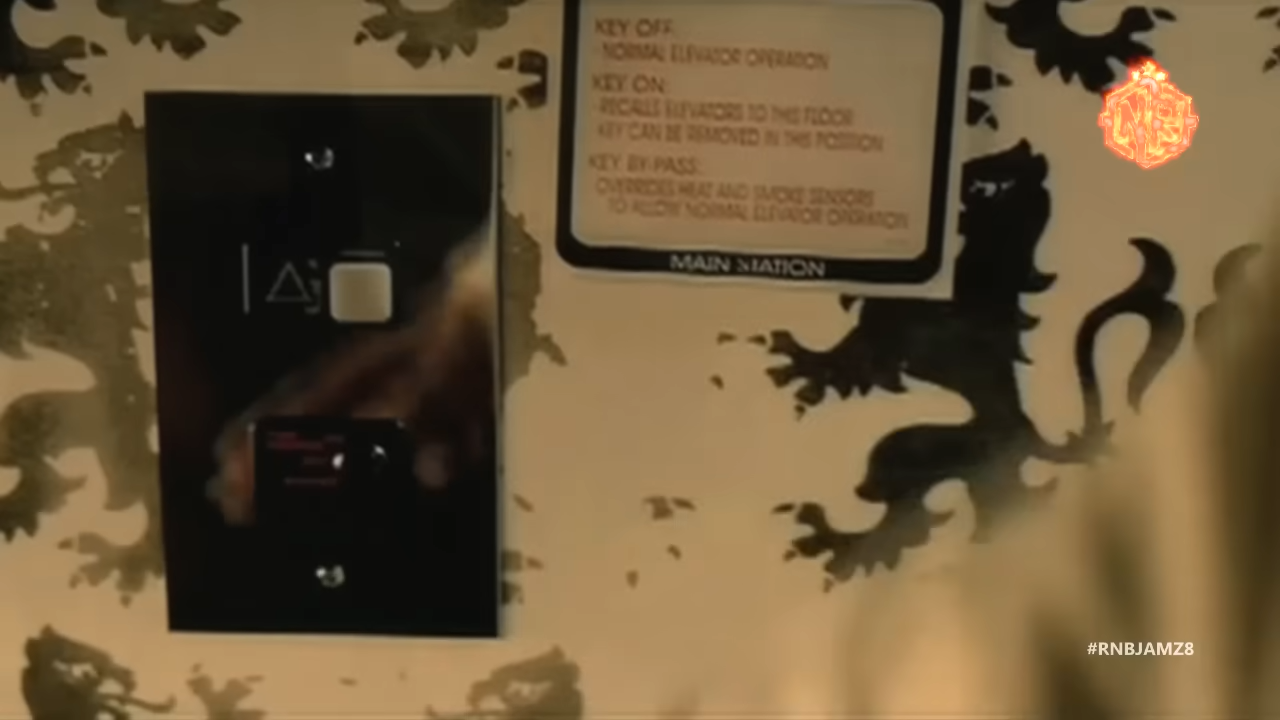 KEY OFF:
NORMAL ELEVATOR OPERATION
KEY ON:
RECALLS ELEVATORS TO THIS FLOOR
KEY CAN BE REMOVED IN THIS POSITION
KEY BY-PASS:
OVERRIDES HEAT AND SMOKE SENSORS
TO ALLOW NORMAL ELEVATOR OPERATION
MAIN STATION
#RNBJAMZ8